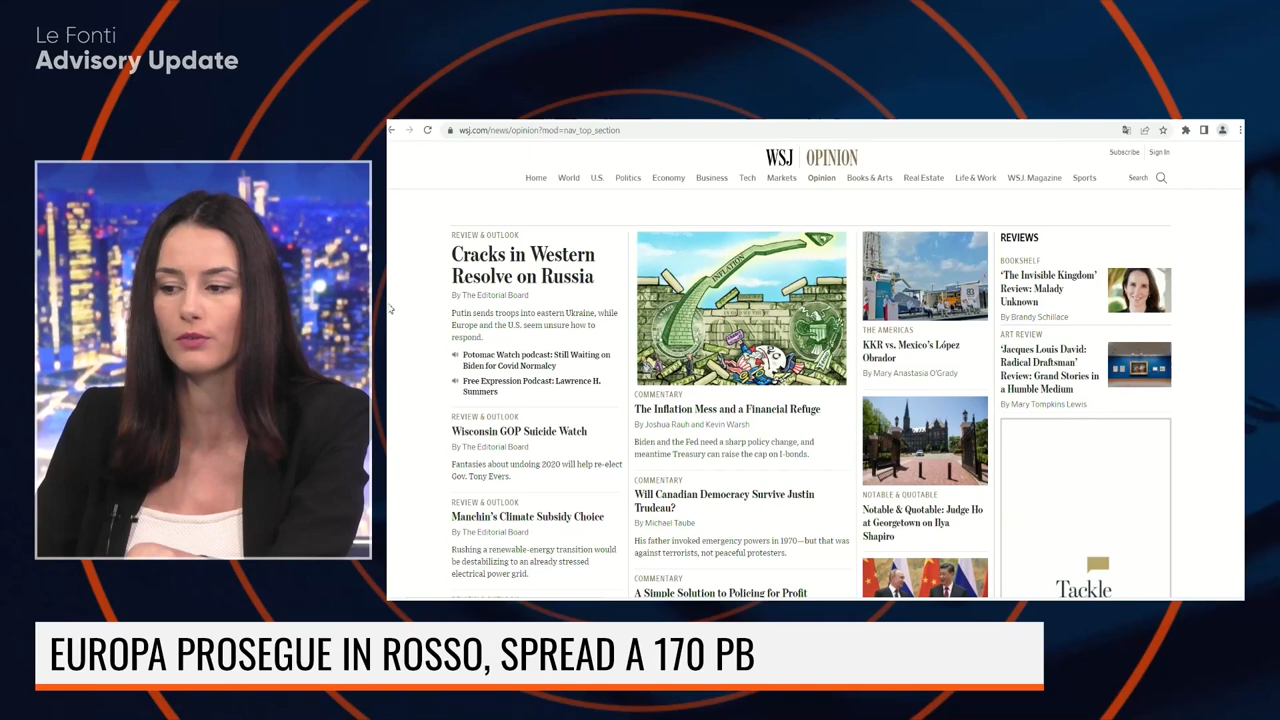 Le Fonti
Advisory Update
wsj.com/news/opinion?mod=nav_top_section
WSJ OPINION
Subscribe Sign In
Home World U.S. Politics Economy Business Tech Markets Opinion Books & Arts Real Estate Life & Work WSJ. Magazine Sports Search
REVIEW & OUTLOOK
Cracks in Western
Resolve on Russia
By The Editorial Board
Putin sends troops into eastern Ukraine, while
Europe and the U.S. seem unsure how to
respond.
Potomac Watch podcast: Still Waiting on
Biden for Covid Normalcy
Free Expression Podcast: Lawrence H.
Summers
REVIEW & OUTLOOK
Wisconsin GOP Suicide Watch
By The Editorial Board
Fantasies about undoing 2020 will help re-elect
Gov. Tony Evers.
REVIEW & OUTLOOK
Manchin's Climate Subsidy Choice
By The Editorial Board
Rushing a renewable-energy transition would
be destabilizing to an already stressed
electrical power grid.
INFLATION
COMMENTARY
The Inflation Mess and a Financial Refuge
By Joshua Rauh and Kevin Warsh
Biden and the Fed need a sharp policy change, and
meantime Treasury can raise the cap on I-bonds.
COMMENTARY
Will Canadian Democracy Survive Justin
Trudeau?
By Michael Taube
His father invoked emergency powers in 1970—but that was
against terrorists, not peaceful protesters.
COMMENTARY
A Simple Solution to Policing for Profit
THE AMERICAS
KKR vs. Mexico's López
Obrador
By Mary Anastasia O'Grady
NOTABLE & QUOTABLE
Notable & Quotable: Judge Ho
at Georgetown on Ilya
Shapiro
REVIEWS
BOOKSHELF
'The Invisible Kingdom'
Review: Malady
Unknown
By Brandy Schillace
ART REVIEW
'Jacques Louis David:
Radical Draftsman'
Review: Grand Stories in
a Humble Medium
By Mary Tompkins Lewis
Tackle
EUROPA PROSEGUE IN ROSSO, SPREAD A 170 PB